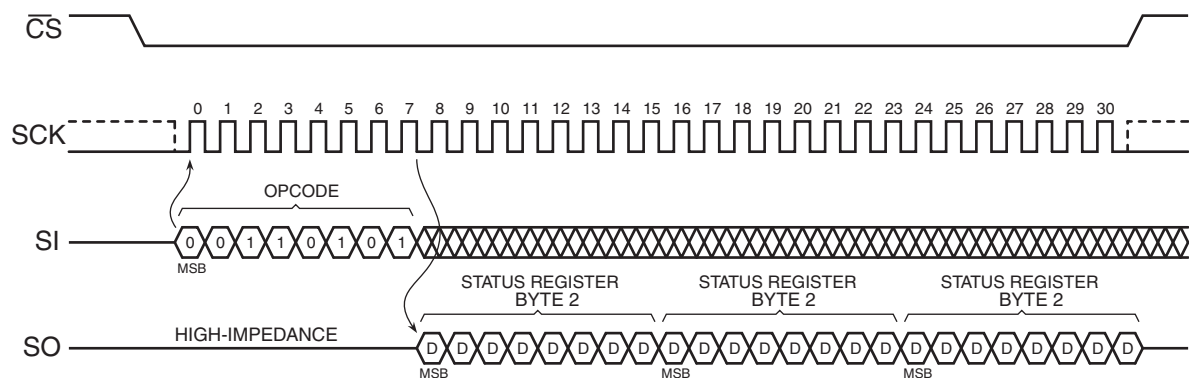 CS
0 1 2 3 4 5 6 7 8 9 10 11 12 13 14 15 16 17 18 19 20 21 22 23 24 25 26 27 28 29 30
SCK
OPCODE
SI 0 0 1 1 0 1 0 1
MSB
STATUS REGISTER BYTE 2
STATUS REGISTER BYTE 2
STATUS REGISTER BYTE 2
HIGH-IMPEDANCE
SO D D D D D D D D D D D D D D D D D D D D D D D D
MSB MSB MSB